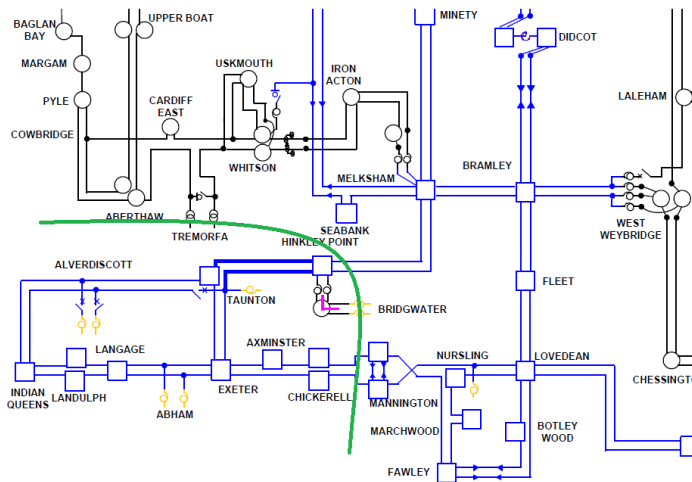 BAGLAN
BAY
UPPER BOAT
MINETY
DIDCOT
MARGAM
USKMOUTH
IRON
ACTON
PYLE
CARDIFF
EAST
LALEHAM
COWBRIDGE
WHITSON
MELKSHAM
BRAMLEY
ABERTHAW
TREMORFA
SEABANK
HINKLEY POINT
WEST
WEYBRIDGE
ALVERDISCOTT
TAUNTON
BRIDGWATER
FLEET
LANGAGE
AXMINSTER
NURSLING
LOVEDEAN
INDIAN
QUEENS
LANDULPH
ABHAM
EXETER
CHICKERELL
MANNINGTON
CHESSINGT
MARCHWOOD
BOTLEY
WOOD
FAWLEY